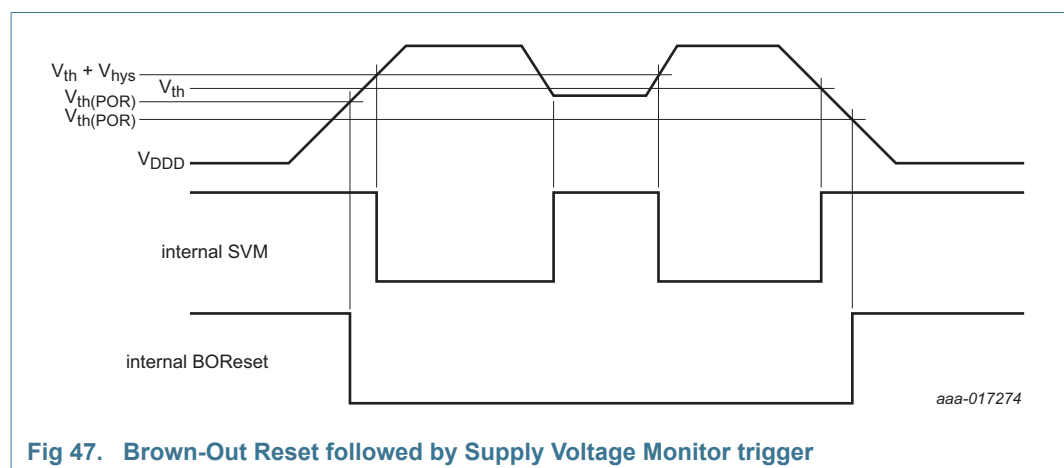 Vth + Vhys
Vth
Vth(POR)
Vth(POR)
VDDD
internal SVM
internal BOReset
aaa-017274
Fig 47. Brown-Out Reset followed by Supply Voltage Monitor trigger